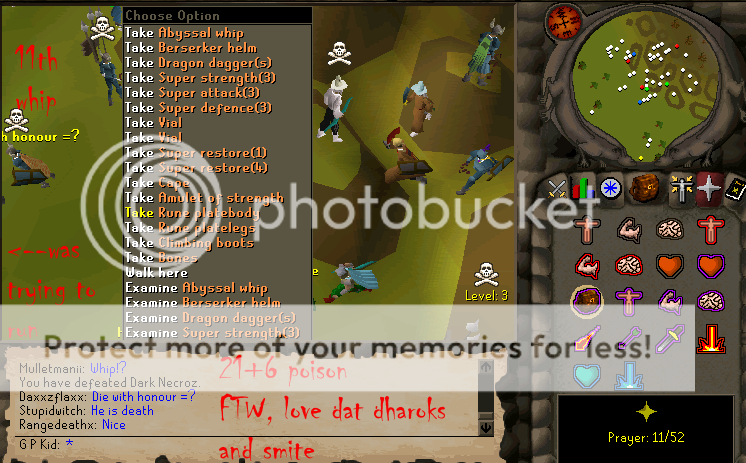 11th
whip
h honour =?
<---was
trying to
run
Choose Option
Take Abyssal whip
Take Berserker helm
Take Dragon dagger(s)
Take Super strength(3)
Take Super attack(3)
Take Super defence(3)
Take Vial
Take Vial
Take Super restore(1)
Take Super restore(4)
Take Cape
Take Amulet of strength
Take Rune platebody
Take Rune platelegs
Take Climbing boots
Take Bones
Walk here
Examine Abyssal whip
Examine Berserker helm
Examine Dragon dagger(s)
Examine Super strength(3)
Level: 3
photobucket
Protect more of your memories for less!
Mulletmanii: Whip!?
You have defeated Dark Necroz.
Daxxzflaxx: Die with honour =?
Stupidwitch: He is death
Rangedeathx: Nice
G P Kid: *
21+6 poison
FTW, love dat dharoks
and smite
Prayer: 11/52